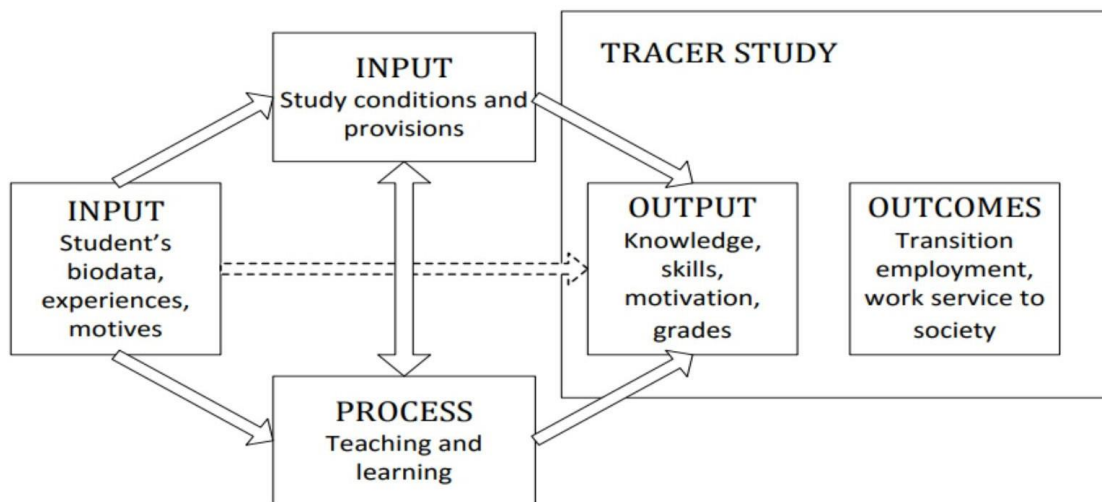 INPUT
Study conditions and
provisions
TRACER STUDY
INPUT
Student’s
biodata,
experiences,
motives
OUTPUT
Knowledge,
skills,
motivation,
grades
OUTCOMES
Transition
employment,
work service to
society
PROCESS
Teaching and
learning